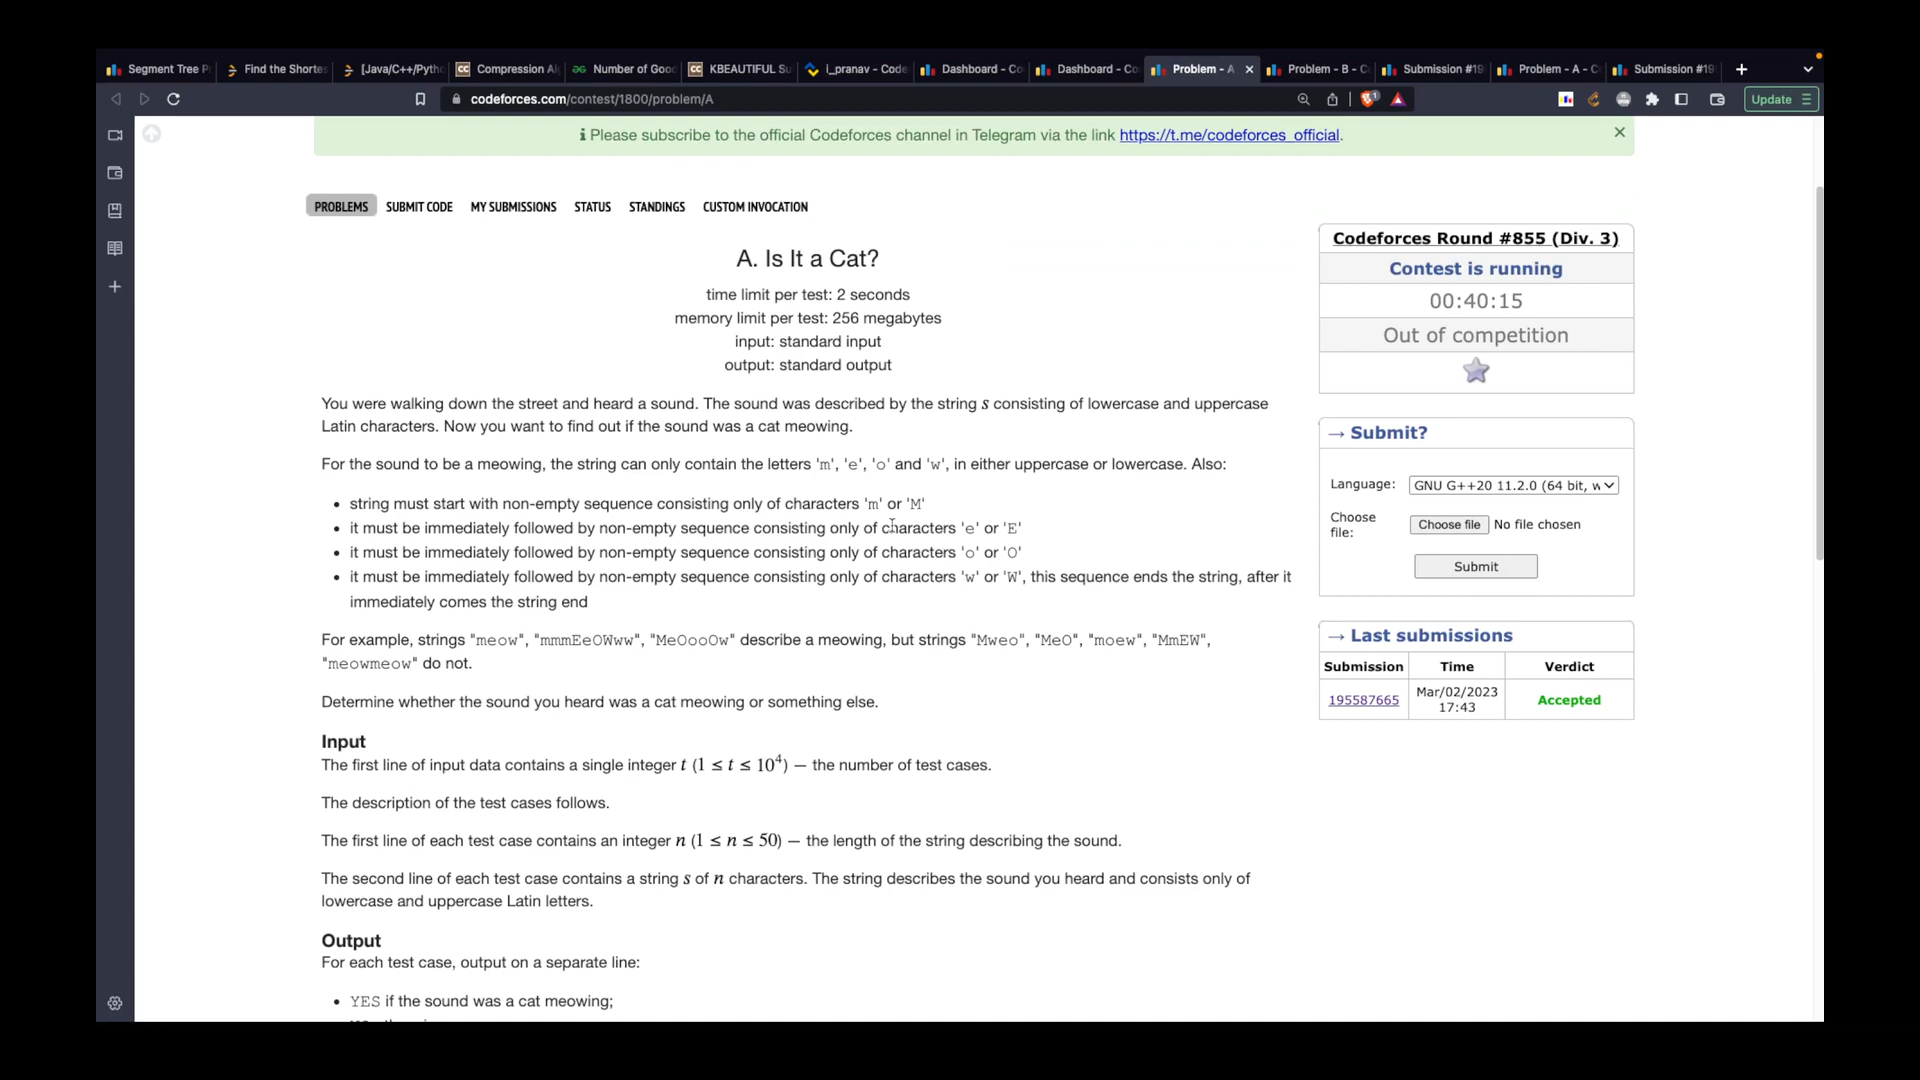 Segment Tree P
Find the Shortes
[Java/C++/Pyth
CC Compression Al
Number of Good
CC KBEAUTIFUL Su
i_pranav - Code
Dashboard - Co
Dashboard - Co
Problem - A
Problem - B - C
Submission #19
Problem - A - C
Submission #19
codeforces.com/contest/1800/problem/A
1
Update
Please subscribe to the official Codeforces channel in Telegram via the link https://t.me/codeforces_official.
PROBLEMS SUBMIT CODE MY SUBMISSIONS STATUS STANDINGS CUSTOM INVOCATION
A. Is It a Cat?
time limit per test: 2 seconds
memory limit per test: 256 megabytes
input: standard input
output: standard output
You were walking down the street and heard a sound. The sound was described by the string s consisting of lowercase and uppercase
Latin characters. Now you want to find out if the sound was a cat meowing.
For the sound to be a meowing, the string can only contain the letters 'm', 'e', 'o' and 'w', in either uppercase or lowercase. Also:
• string must start with non-empty sequence consisting only of characters 'm' or 'M'
• it must be immediately followed by non-empty sequence consisting only of characters 'e' or 'E'
• it must be immediately followed by non-empty sequence consisting only of characters 'o' or 'O'
• it must be immediately followed by non-empty sequence consisting only of characters 'w' or 'W', this sequence ends the string, after it
immediately comes the string end
For example, strings "meow", "mmmEeOWww", "MeOooOw" describe a meowing, but strings "Mweo", "MeO", "moew", "MmEW",
"meowmeow" do not.
Determine whether the sound you heard was a cat meowing or something else.
Input
The first line of input data contains a single integer t (1 ≤ t ≤ 10⁴) — the number of test cases.
The description of the test cases follows.
The first line of each test case contains an integer n (1 ≤ n ≤ 50) — the length of the string describing the sound.
The second line of each test case contains a string s of n characters. The string describes the sound you heard and consists only of
lowercase and uppercase Latin letters.
Output
For each test case, output on a separate line:
• YES if the sound was a cat meowing;
Codeforces Round #855 (Div. 3)
Contest is running
00:40:15
Out of competition
→ Submit?
Language: GNU G++20 11.2.0 (64 bit, w
Choose file: Choose file No file chosen
Submit
→ Last submissions
Submission Time Verdict
195587665 Mar/02/2023 17:43 Accepted